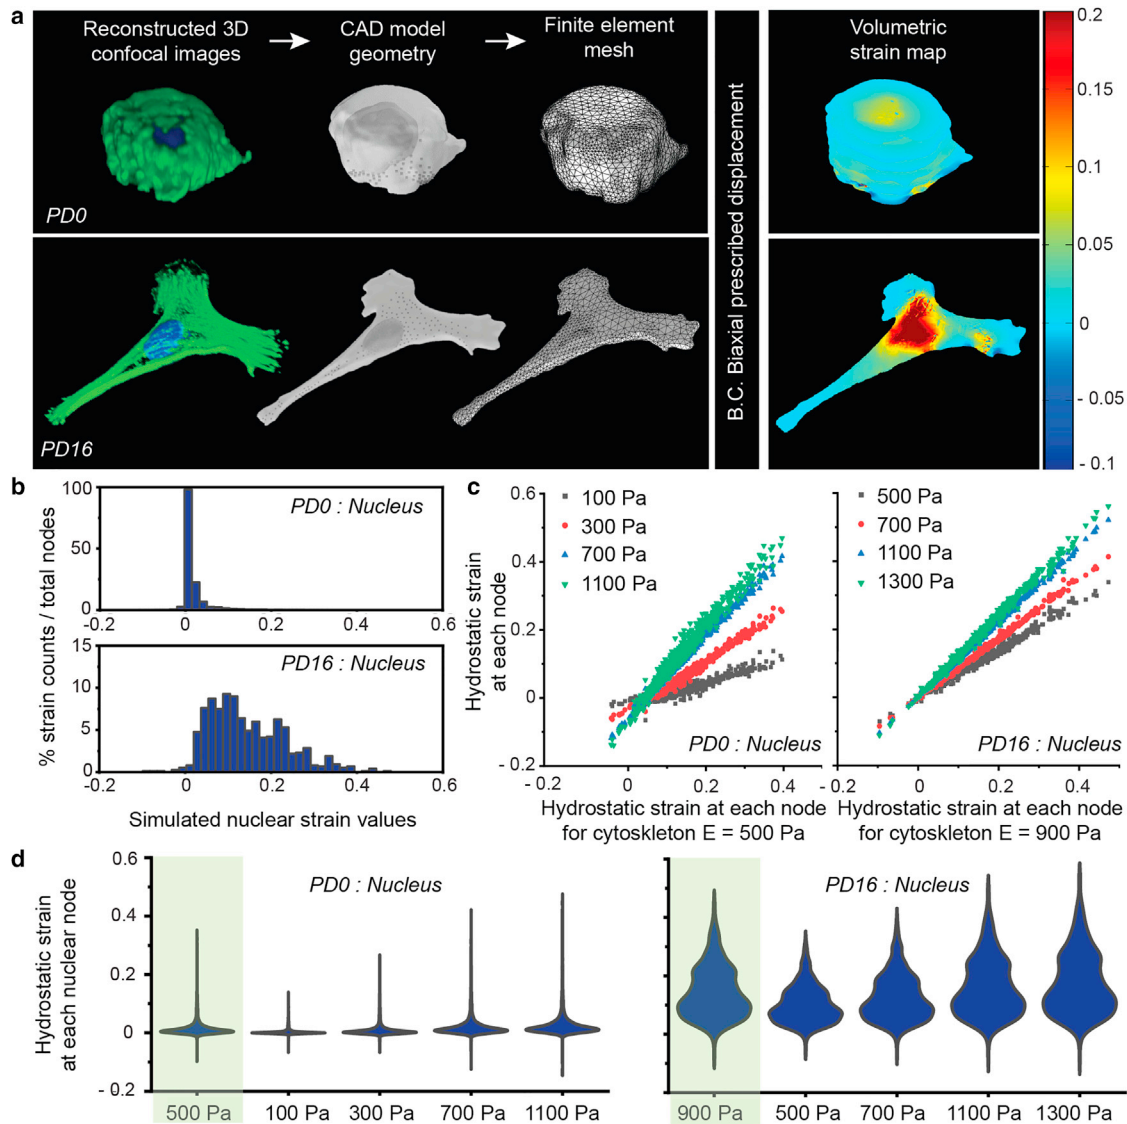 a
Reconstructed 3D
confocal images
CAD model
geometry
Finite element
mesh
Volumetric
strain map
PD0
PD16
B.C. Biaxial prescribed displacement
0.2
0.15
0.1
0.05
0
- 0.05
- 0.1
b
% strain counts / total nodes
100
50
0
PD0 : Nucleus
-0.2
0
0.2
0.4
0.6
15
10
5
0
PD16 : Nucleus
-0.2
0
0.2
0.4
0.6
Simulated nuclear strain values
c
Hydrostatic strain
at each node
0.6
0.4
0.2
0
- 0.2
100 Pa
300 Pa
700 Pa
1100 Pa
PD0 : Nucleus
- 0.2
0
0.2
0.4
Hydrostatic strain at each node
for cytoskleton E = 500 Pa
500 Pa
700 Pa
1100 Pa
1300 Pa
PD16 : Nucleus
-
0
0.2
0.4
Hydrostatic strain at each node
for cytoskleton E = 900 Pa
d
Hydrostatic strain
at each nuclear node
0.6
0.4
0.2
0
- 0.2
PD0 : Nucleus
500 Pa
100 Pa
300 Pa
700 Pa
1100 Pa
PD16 : Nucleus
900 Pa
500 Pa
700 Pa
1100 Pa
1300 Pa